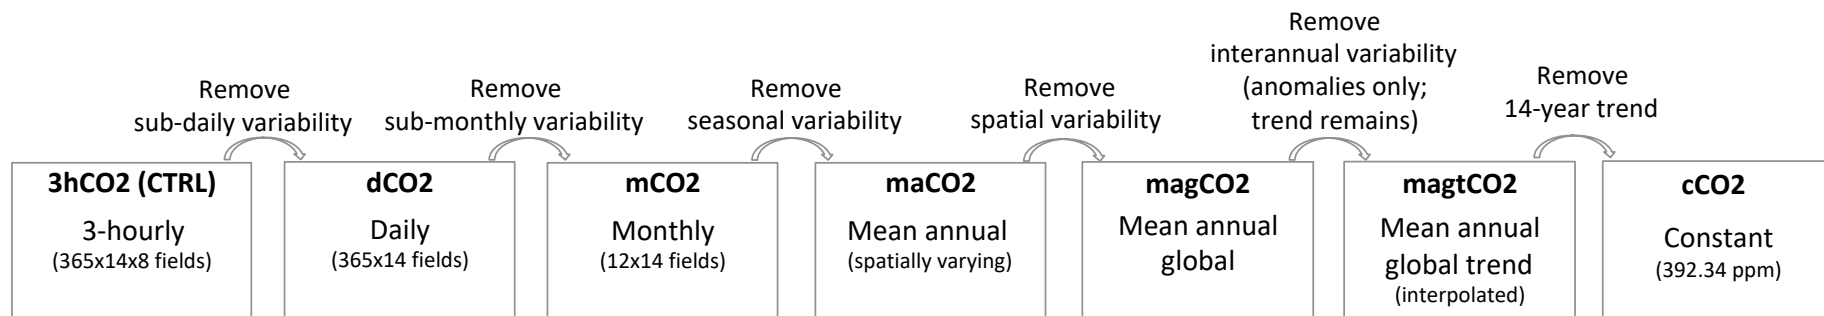 Remove
sub-daily variability
Remove
sub-monthly variability
Remove
seasonal variability
Remove
spatial variability
Remove
interannual variability
(anomalies only;
trend remains)
Remove
14-year trend
3hCO2 (CTRL)
3-hourly
(365x14x8 fields)
dCO2
Daily
(365x14 fields)
mCO2
Monthly
(12x14 fields)
maCO2
Mean annual
(spatially varying)
magCO2
Mean annual
global
magtCO2
Mean annual
global trend
(interpolated)
cCO2
Constant
(392.34 ppm)